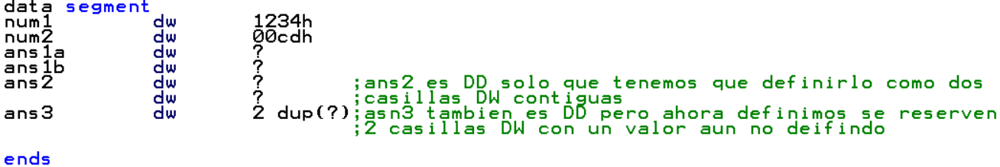 data segment
num1 dw 1234h
num2 dw 00cdh
ans1a dw ?
ans1b dw ?
ans2 dw ? ;ans2 es DD solo que tenemos que definirlo como dos
dw ? ;casillas DW contiguas
ans3 dw 2 dup(?);asn3 tambien es DD pero ahora definimos se reserven
;2 casillas DW con un valor aun no deifindo
ends